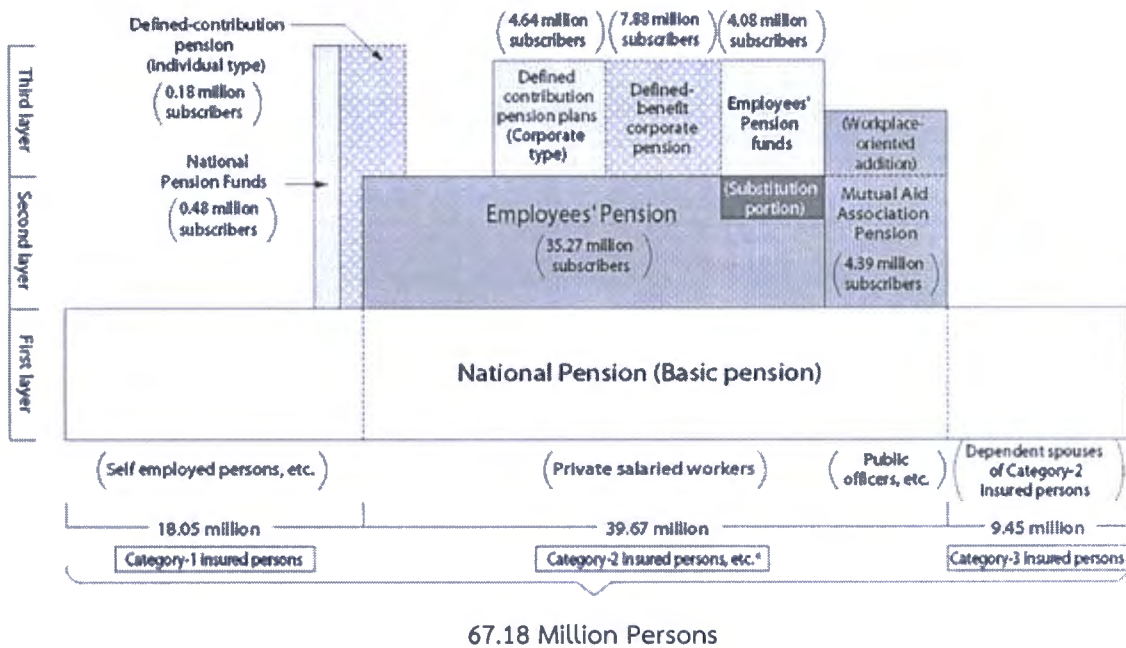 Defined-contribution
pension
(Individual type)
(0.18 million
subscribers)
National
Pension Funds
(0.48 million
subscribers)
(4.64 million
subscribers)
(7.88 million
subscribers)
(4.08 million
subscribers)
Third layer
Defined
contribution
pension plans
(Corporate
type)
Defined-
benefit
corporate
pension
Employees'
Pension
funds
(Workplace-
oriented
addition)
Second layer
Employees' Pension
(35.27 million
subscribers)
(Substitution
portion)
Mutual Aid
Association
Pension
(4.39 million
subscribers)
First layer
National Pension (Basic pension)
(Self employed persons, etc.)
(Private salaried workers)
(Public
officers, etc.)
(Dependent spouses
of Category-2
insured persons)
18.05 million
39.67 million
9.45 million
Category-1 insured persons
Category-2 insured persons, etc.*
Category-3 insured persons
67.18 Million Persons